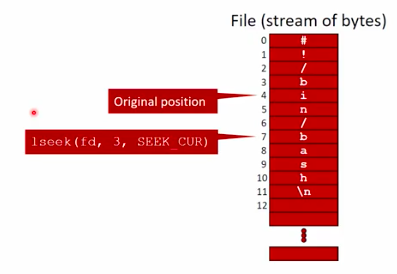 File (stream of bytes)
0 #
1 !
2 /
3 b
Original position 4 i
5 n
6 /
lseek(fd, 3, SEEK_CUR) 7 b
8 a
9 s
10 h
11 \n
12